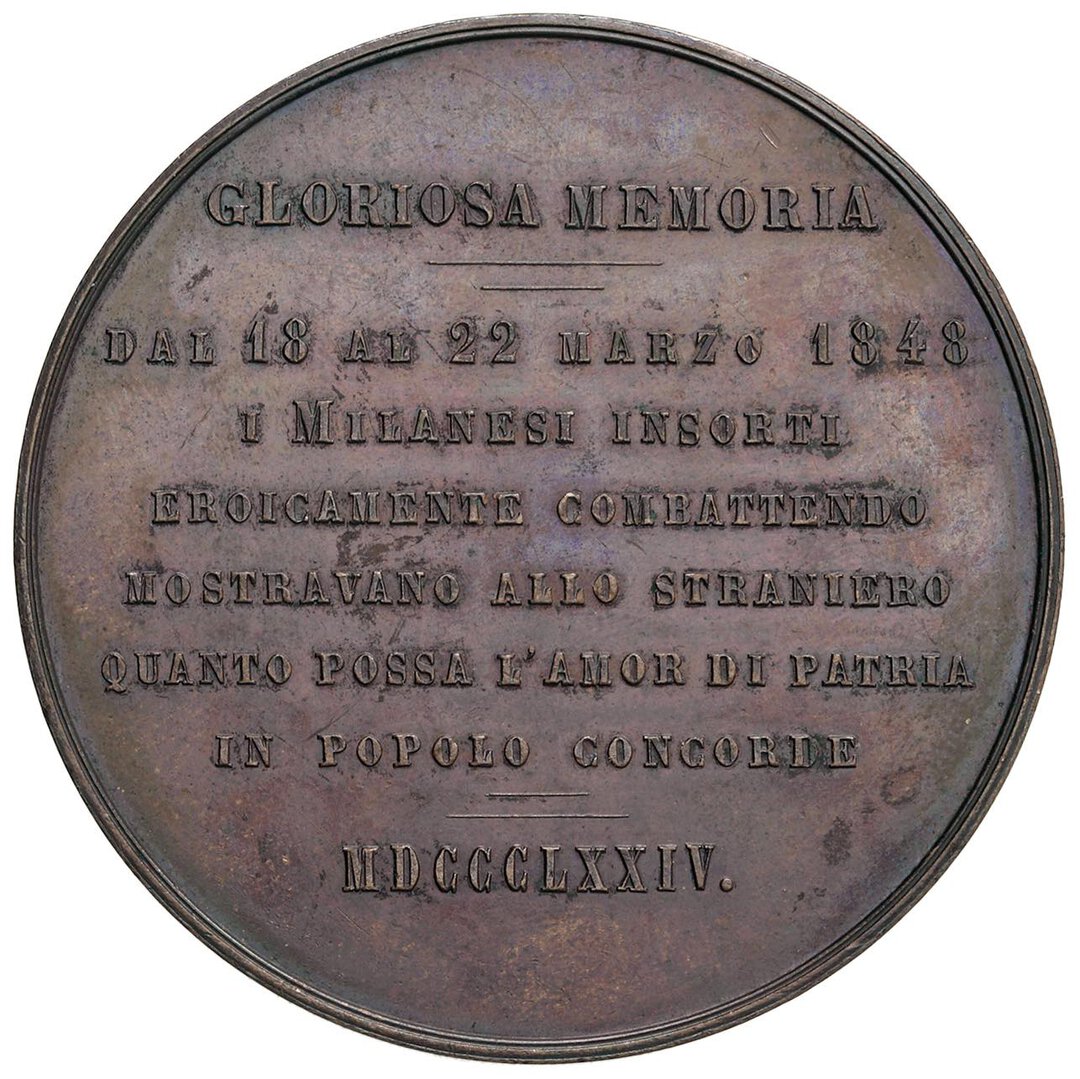 GLORIOSA MEMORIA
DAL 18 AL 22 MARZO 1848
I MILANESI INSORTI
EROICAMENTE COMBATTENDO
MOSTRAVANO ALLO STRANIERO
QUANTO POSSA L'AMOR DI PATRIA
IN POPOLO CONCORDE
MDCCCLXXIV.